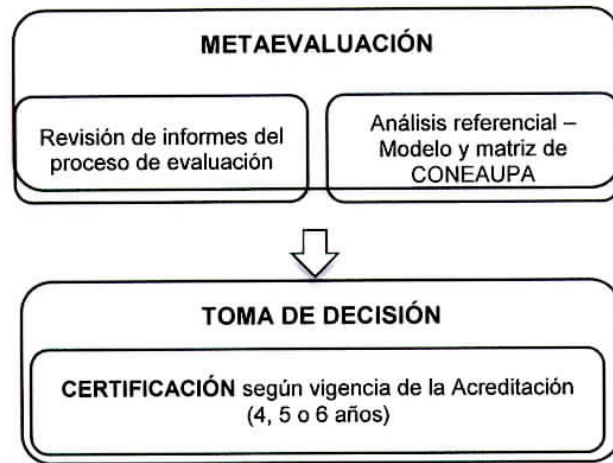 METAEVALUACIÓN
Revisión de informes del
proceso de evaluación
Análisis referencial –
Modelo y matriz de
CONEAUPA
TOMA DE DECISIÓN
CERTIFICACIÓN según vigencia de la Acreditación
(4, 5 o 6 años)